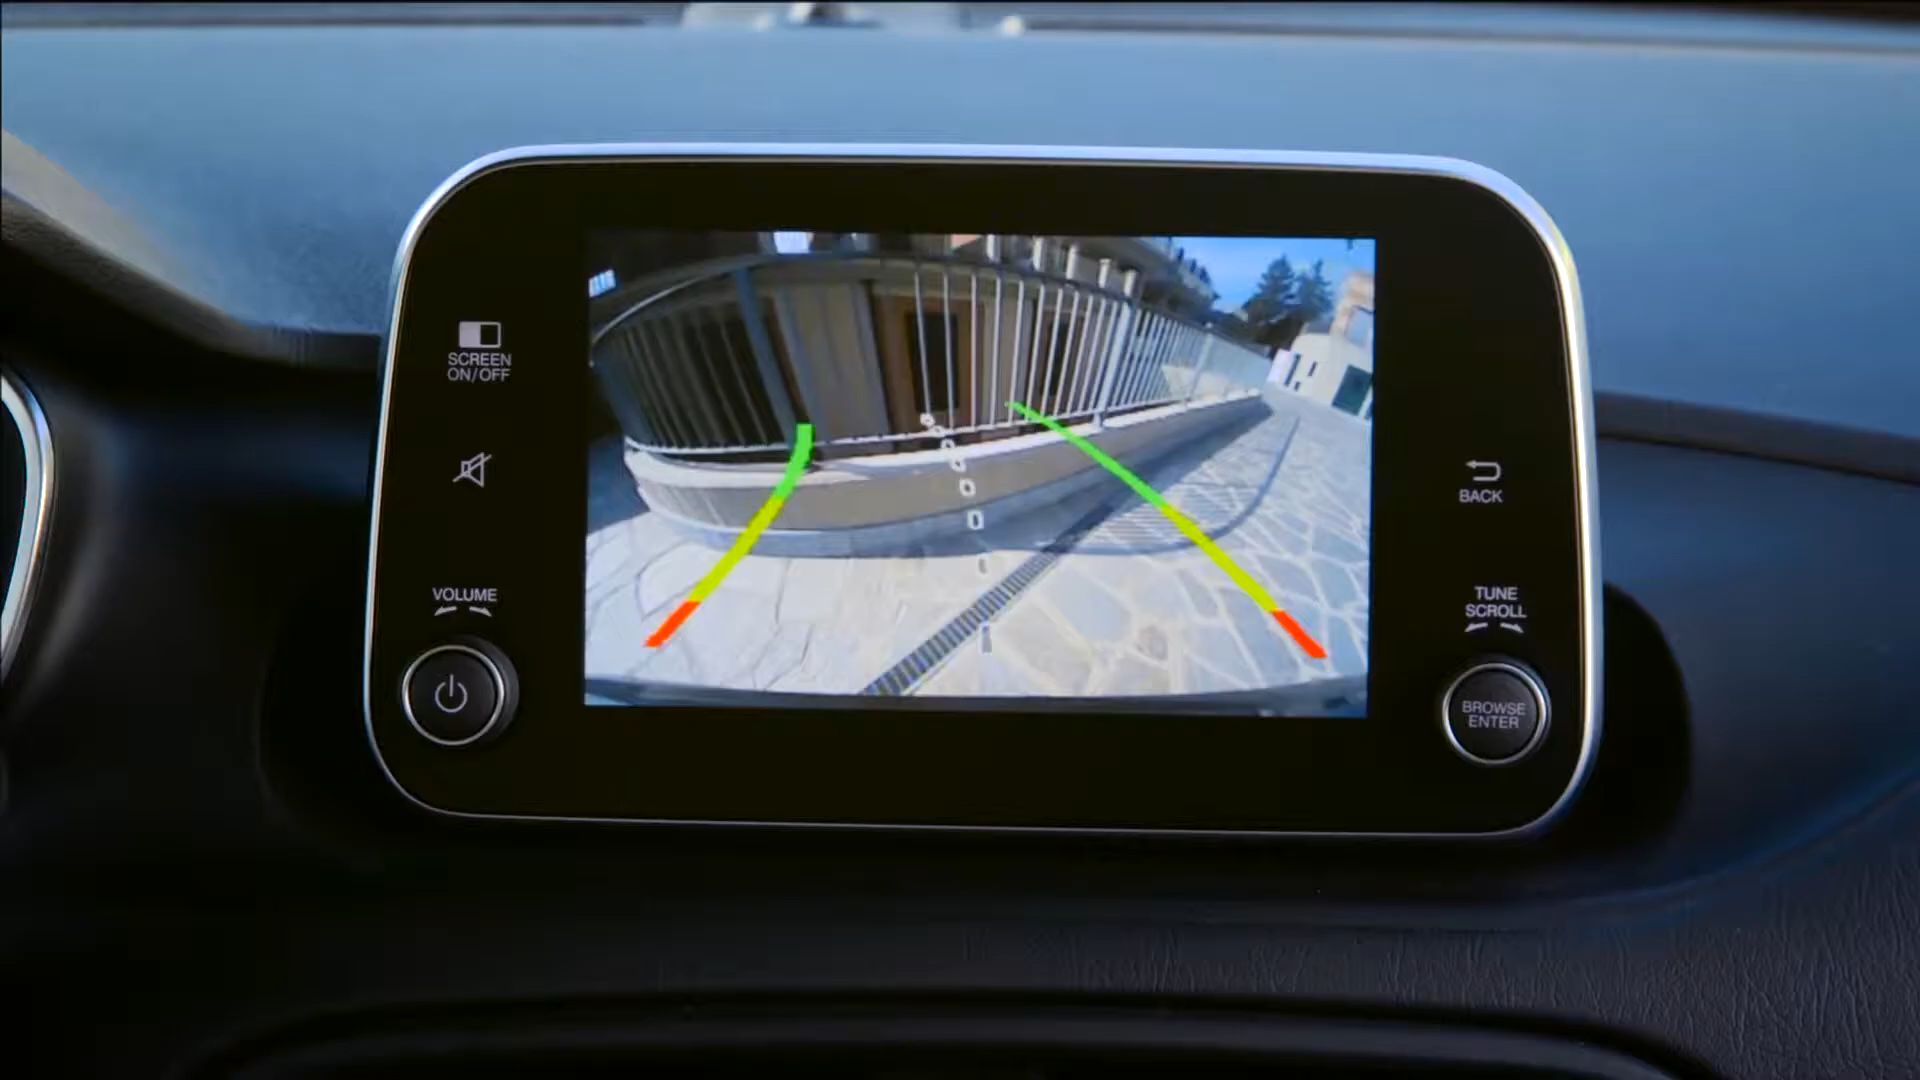 SCREEN
ON/OFF
VOLUME
BACK
TUNE
SCROLL
BROWSE
ENTER